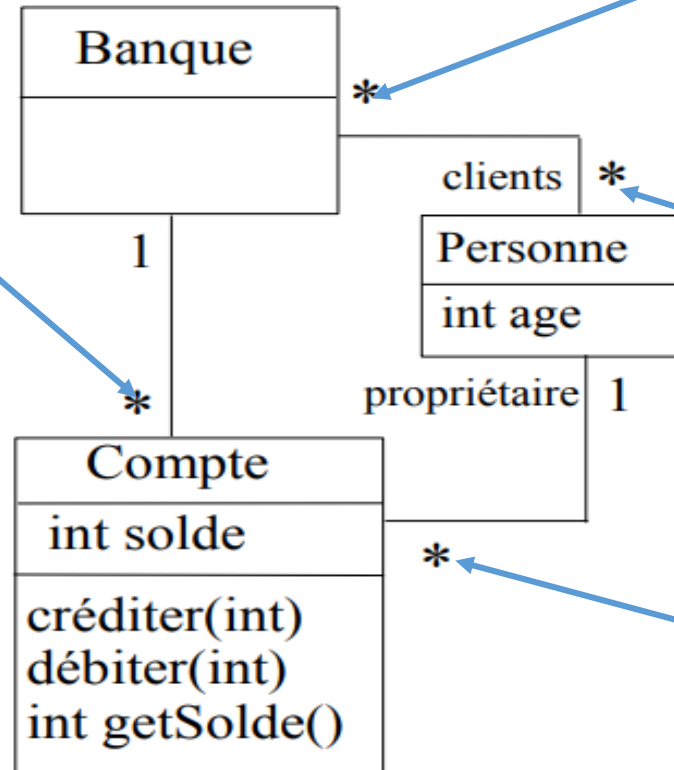 Banque
*
clients *
1
Personne
int age
*
propriétaire 1
Compte
int solde
*
créditer(int)
débiter(int)
int getSolde()